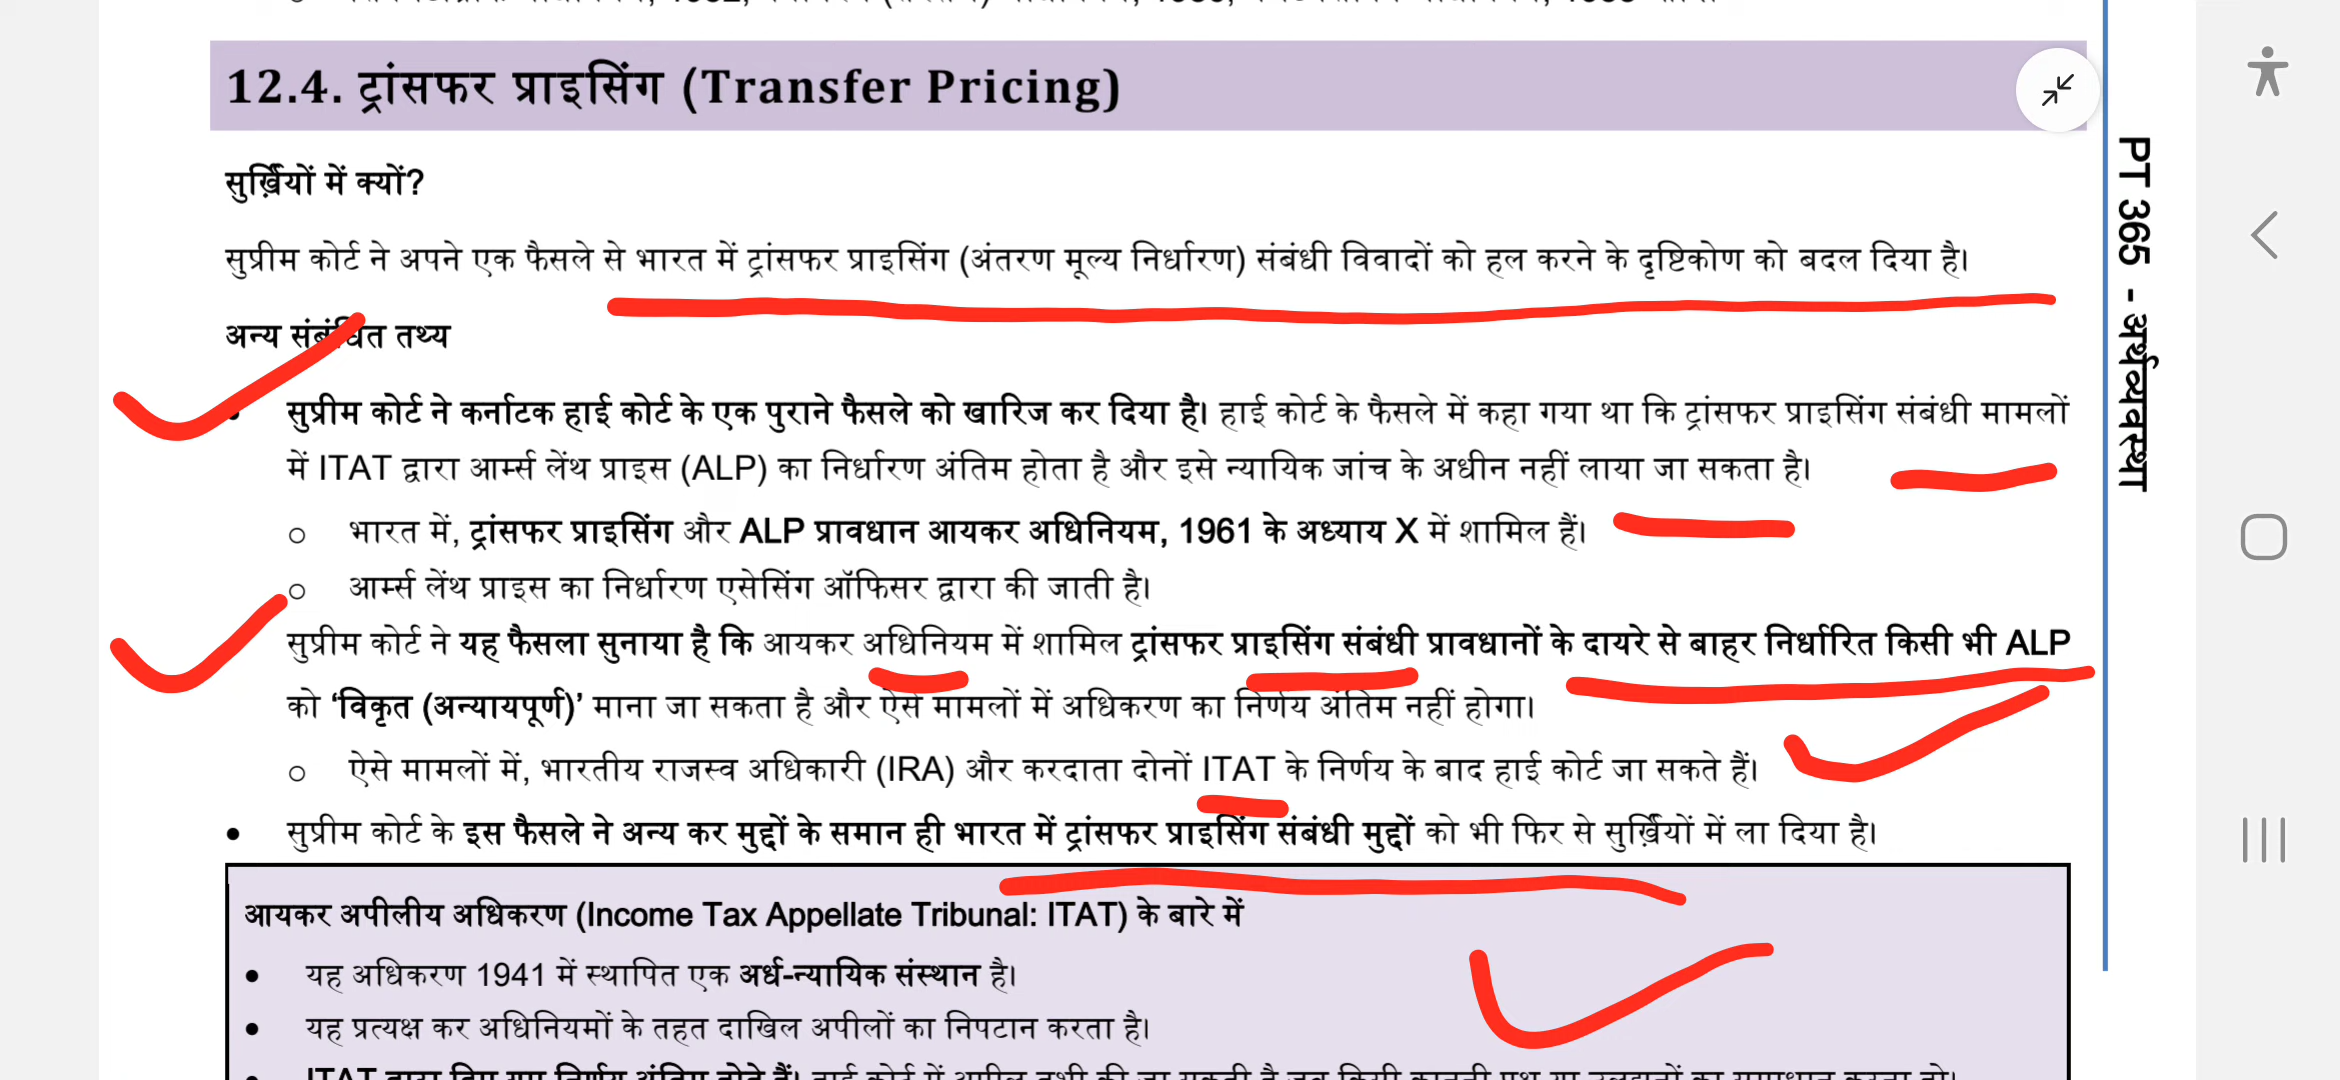 12.4. ट्रांसफर प्राइसिंग (Transfer Pricing)
सुर्ख़ियों में क्यों?
सुप्रीम कोर्ट ने अपने एक फैसले से भारत में ट्रांसफर प्राइसिंग (अंतरण मूल्य निर्धारण) संबंधी विवादों को हल करने के दृष्टिकोण को बदल दिया है।
अन्य संबंधित तथ्य
• सुप्रीम कोर्ट ने कर्नाटक हाई कोर्ट के एक पुराने फैसले को खारिज कर दिया है। हाई कोर्ट के फैसले में कहा गया था कि ट्रांसफर प्राइसिंग संबंधी मामलों
में ITAT द्वारा आर्म्स लेंथ प्राइस (ALP) का निर्धारण अंतिम होता है और इसे न्यायिक जांच के अधीन नहीं लाया जा सकता है।
o भारत में, ट्रांसफर प्राइसिंग और ALP प्रावधान आयकर अधिनियम, 1961 के अध्याय X में शामिल हैं।
o आर्म्स लेंथ प्राइस का निर्धारण एसेसिंग ऑफिसर द्वारा की जाती है।
सुप्रीम कोर्ट ने यह फैसला सुनाया है कि आयकर अधिनियम में शामिल ट्रांसफर प्राइसिंग संबंधी प्रावधानों के दायरे से बाहर निर्धारित किसी भी ALP
को ‘विकृत (अन्यायपूर्ण)’ माना जा सकता है और ऐसे मामलों में अधिकरण का निर्णय अंतिम नहीं होगा।
o ऐसे मामलों में, भारतीय राजस्व अधिकारी (IRA) और करदाता दोनों ITAT के निर्णय के बाद हाई कोर्ट जा सकते हैं।
• सुप्रीम कोर्ट के इस फैसले ने अन्य कर मुद्दों के समान ही भारत में ट्रांसफर प्राइसिंग संबंधी मुद्दों को भी फिर से सुर्ख़ियों में ला दिया है।
आयकर अपीलीय अधिकरण (Income Tax Appellate Tribunal: ITAT) के बारे में
• यह अधिकरण 1941 में स्थापित एक अर्ध-न्यायिक संस्थान है।
• यह प्रत्यक्ष कर अधिनियमों के तहत दाखिल अपीलों का निपटान करता है।
PT 365 - अर्थव्यवस्था